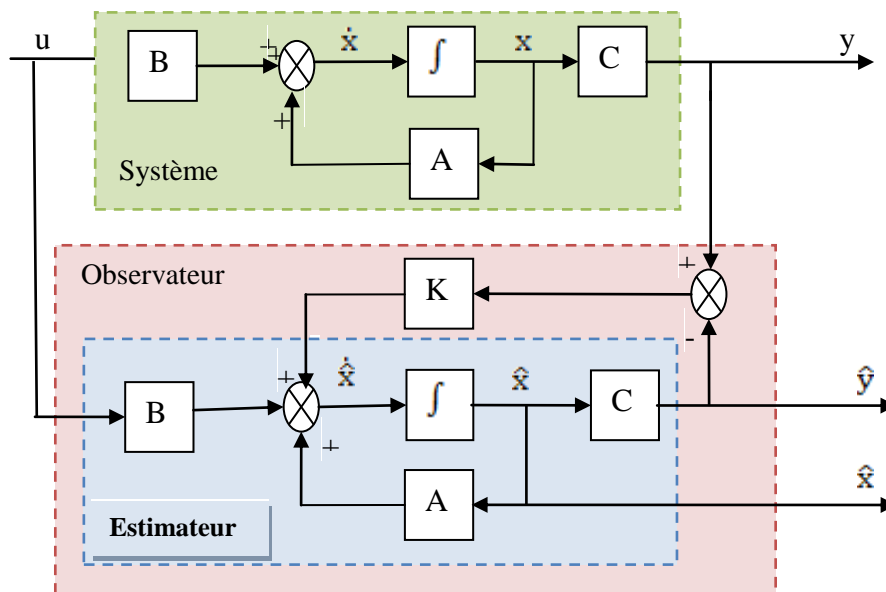 u
B
+
+
ẋ
∫
x
C
y
+
A
Système
Observateur
K
+
-
B
+
+
x̂̇
∫
x̂
C
ŷ
A
x̂
Estimateur